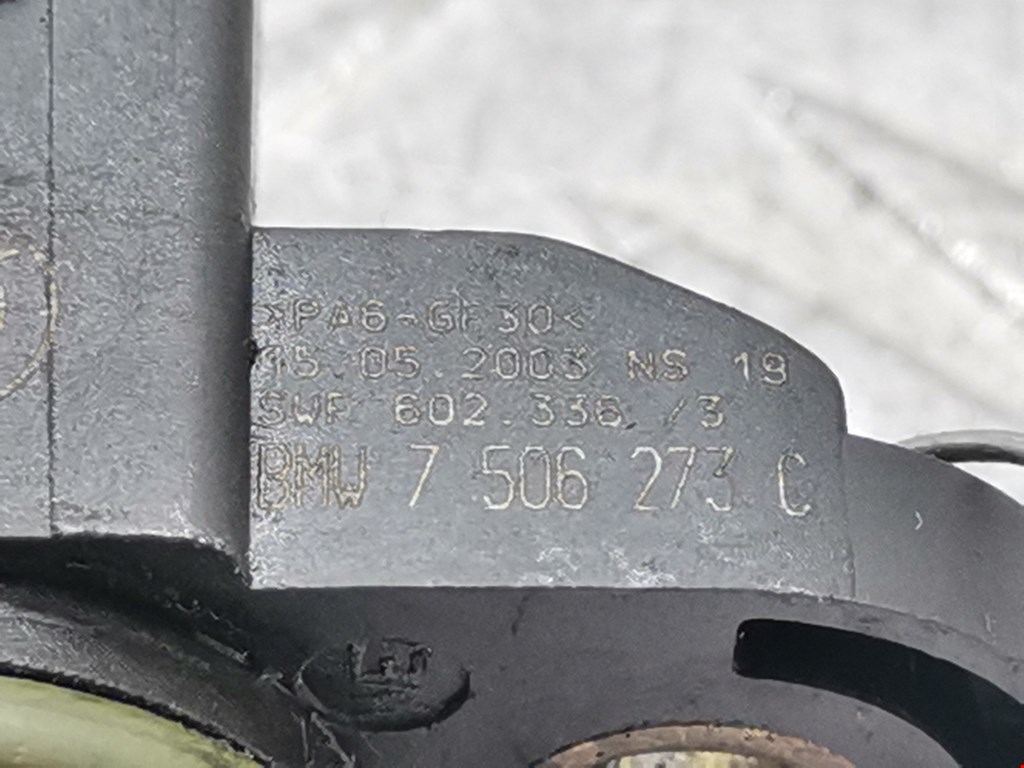 >PA6-GF30<
15.05.2003 NS 19
SWF 602.336 /3
BMW 7 506 273 C